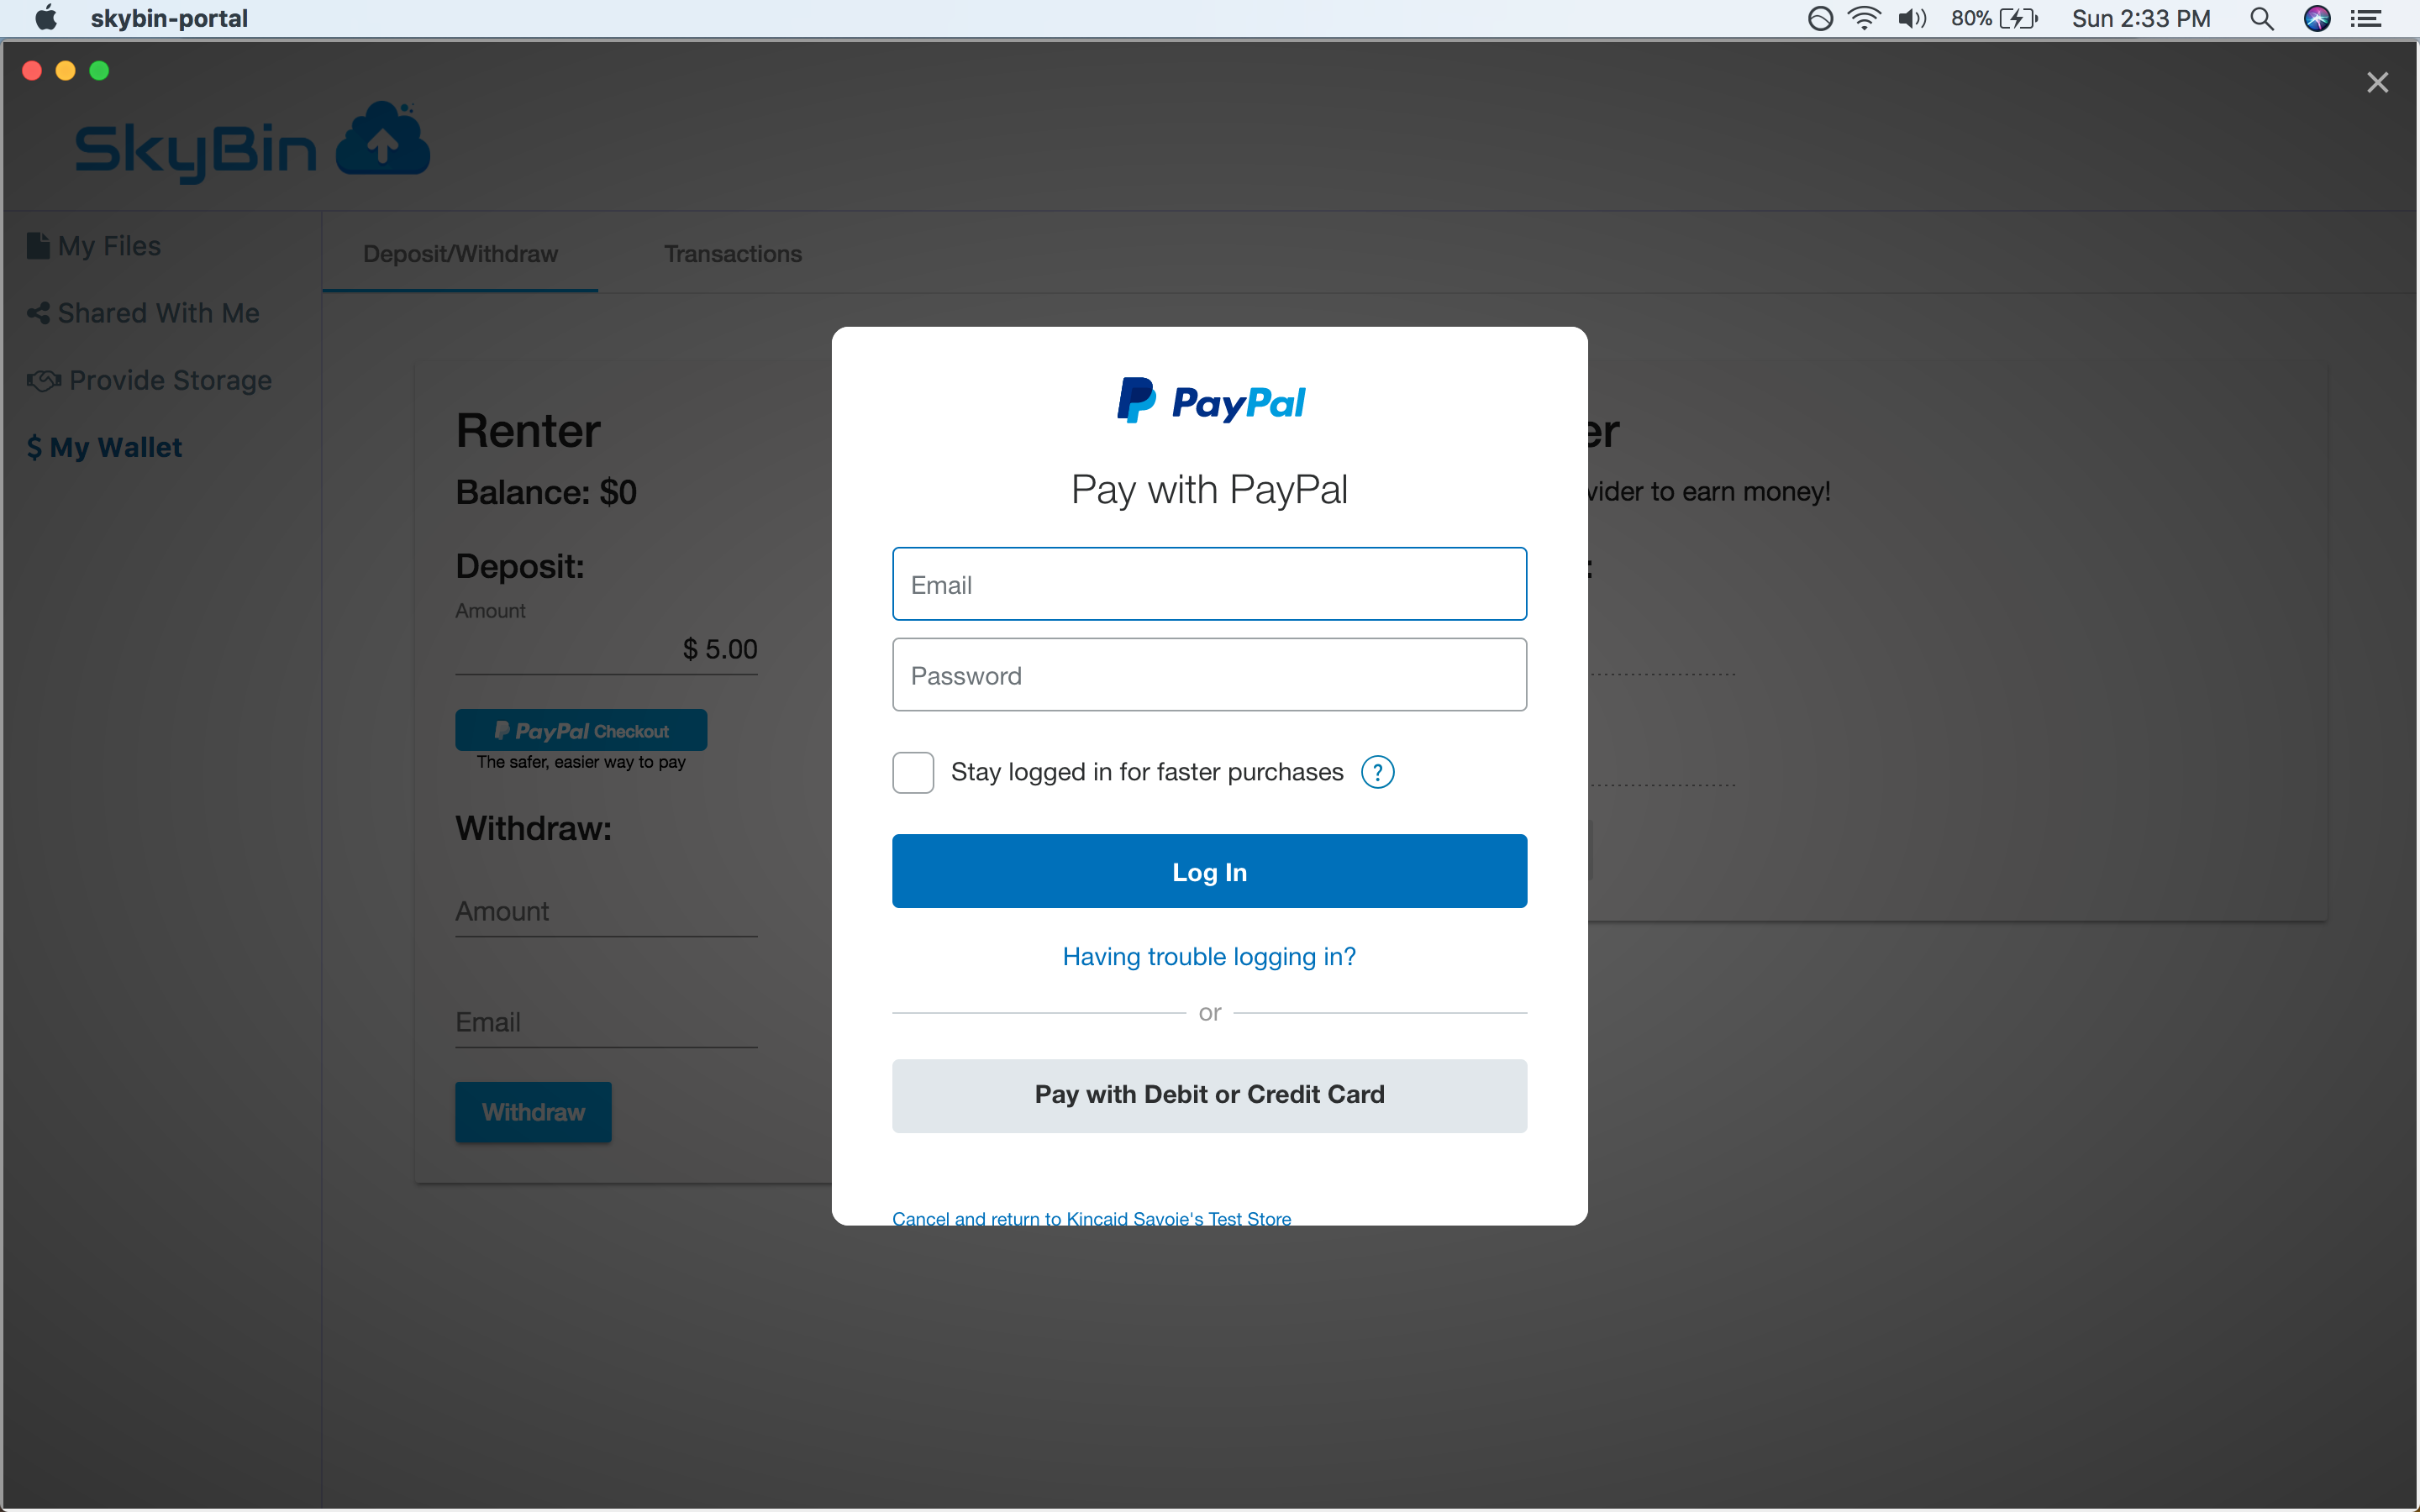 skybin-portal
80%
Sun 2:33 PM
SkyBin
My Files
Shared With Me
Provide Storage
$ My Wallet
Deposit/Withdraw
Transactions
Renter
Balance: $0
Deposit:
Amount
$ 5.00
PayPal Checkout
The safer, easier way to pay
Withdraw:
Amount
Email
Withdraw
PayPal
Pay with PayPal
Email
Password
Stay logged in for faster purchases ?
Log In
Having trouble logging in?
or
Pay with Debit or Credit Card
Cancel and return to Kincaid Savoie's Test Store
er
vider to earn money!
: